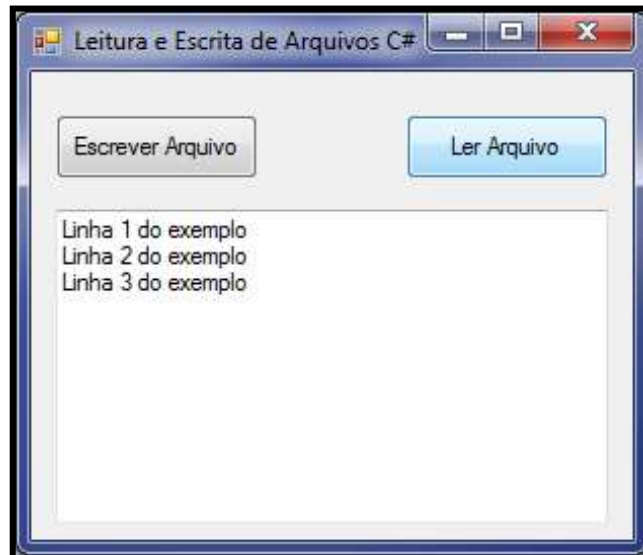 Leitura e Escrita de Arquivos C#
Escrever Arquivo
Ler Arquivo
Linha 1 do exemplo
Linha 2 do exemplo
Linha 3 do exemplo